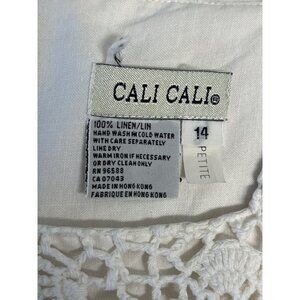 CALI CALI®
100% LINEN/LIN
HAND WASH IN COLD WATER
WITH CARE SEPARATELY
LINE DRY
WARM IRON IF NECESSARY
OR DRY CLEAN ONLY
RN 96588
CA 07043
MADE IN HONG KONG
FABRIQUE EN HONG KONG
14
PETITE